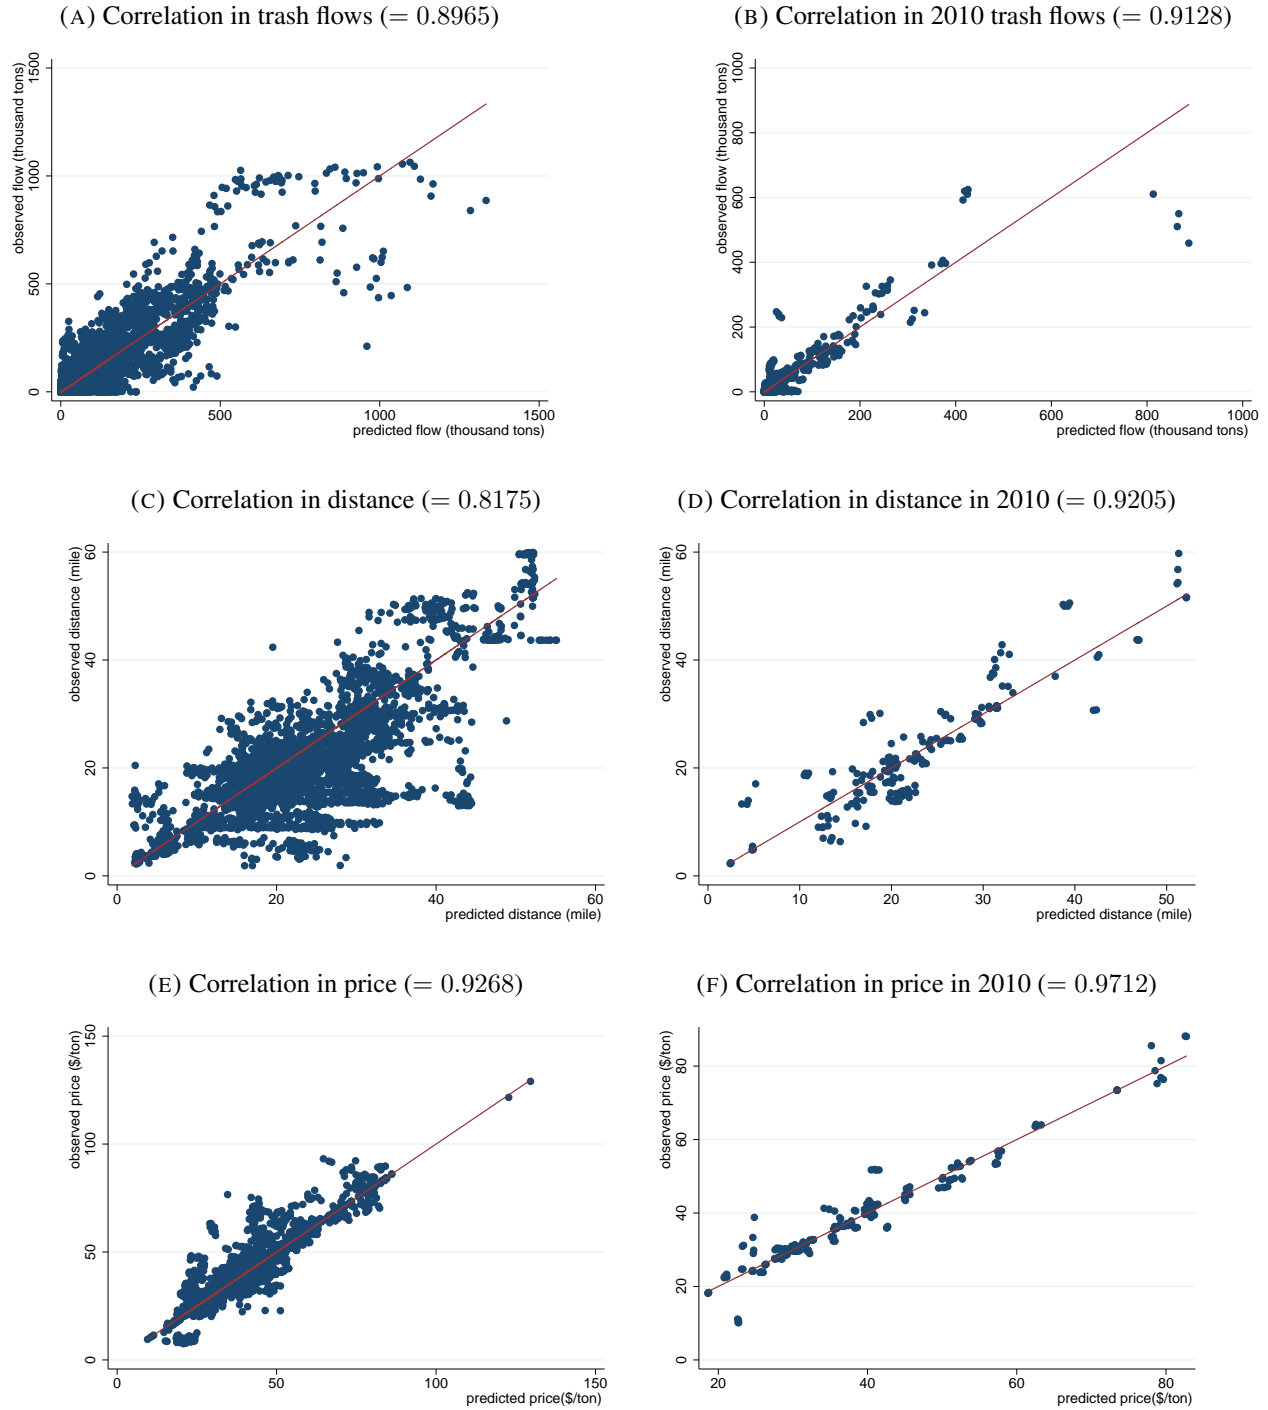 (A) Correlation in trash flows (= 0.8965)
observed flow (thousand tons)
1500
1000
500
0
0 500 1000 1500
predicted flow (thousand tons)
(B) Correlation in 2010 trash flows (= 0.9128)
observed flow (thousand tons)
1000
800
600
400
200
0
0 200 400 600 800 1000
predicted flow (thousand tons)
(C) Correlation in distance (= 0.8175)
observed distance (mile)
60
40
20
0
0 20 40 60
predicted distance (mile)
(D) Correlation in distance in 2010 (= 0.9205)
observed distance (mile)
60
40
20
0
0 10 20 30 40 50
predicted distance (mile)
(E) Correlation in price (= 0.9268)
observed price ($/ton)
150
100
50
0
0 50 100 150
predicted price($/ton)
(F) Correlation in price in 2010 (= 0.9712)
observed price ($/ton)
80
60
40
20
0
20 40 60 80
predicted price($/ton)